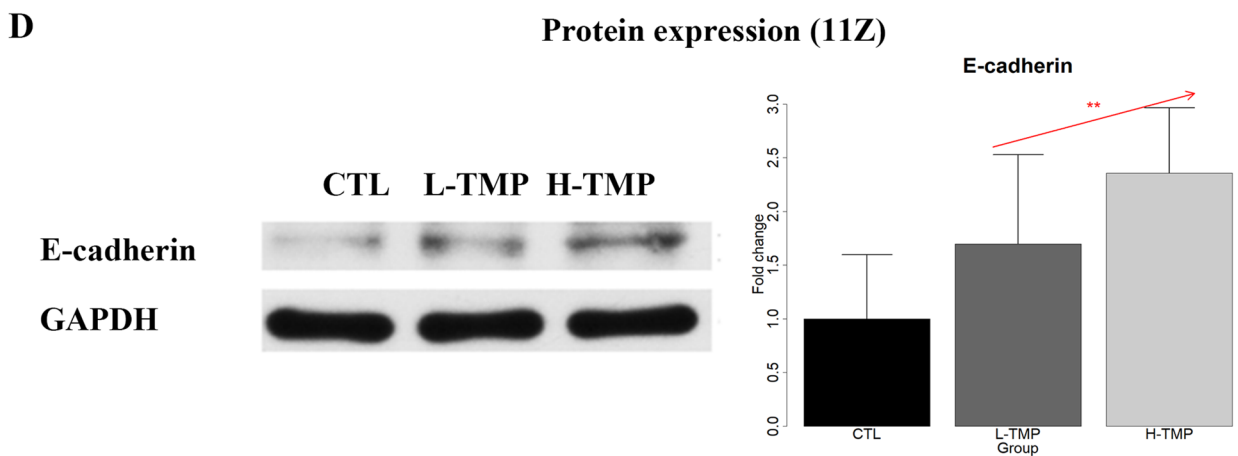 D
Protein expression (11Z)
CTL L-TMP H-TMP
E-cadherin
GAPDH
E-cadherin
**
Fold change
3.0
2.5
2.0
1.5
1.0
0.5
0.0
CTL L-TMP H-TMP
Group